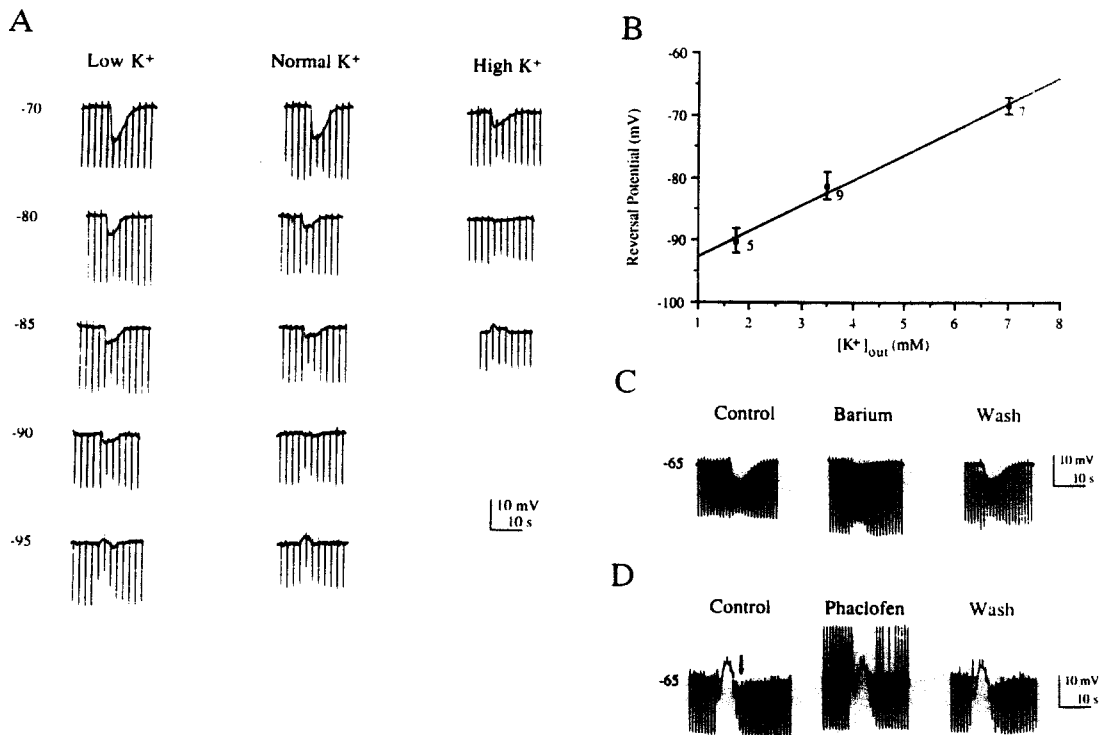 A
Low K⁺ Normal K⁺ High K⁺
-70
-80
-85
-90
-95
10 mV
10 s
B
Reversal Potential (mV)
-60
-70
-80
-90
-100
5
9
7
1 2 3 4 5 6 7 8
[K⁺]out (mM)
C
Control Barium Wash
-65
10 mV
10 s
D
Control Phaclofen Wash
-65
10 mV
10 s